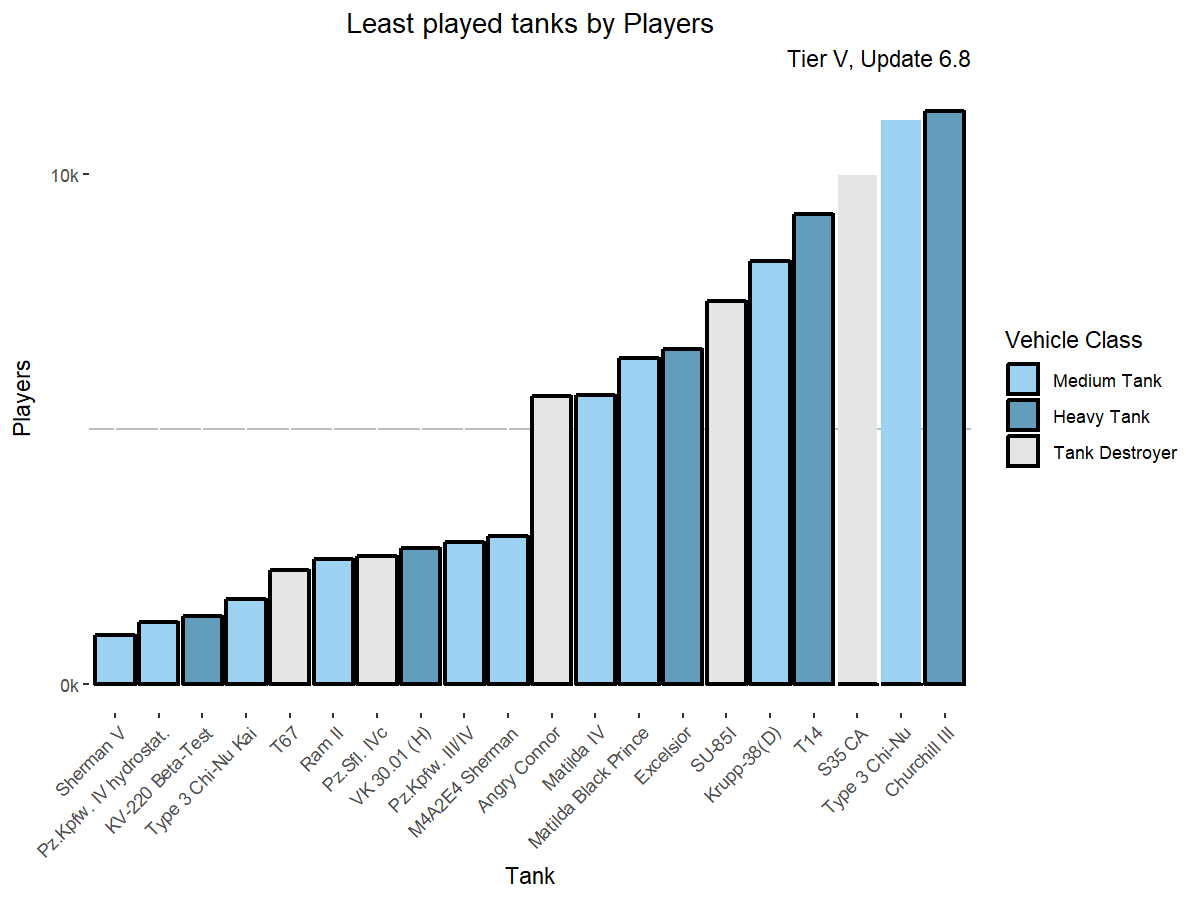 Least played tanks by Players
Tier V, Update 6.8
Players
10k
0k
Sherman V
Pz.Kpfw. IV hydrostat.
KV-220 Beta-Test
Type 3 Chi-Nu Kai
T67
Ram II
Pz.Sfl. IVc
VK 30.01 (H)
Pz.Kpfw. III/IV
M4A2E4 Sherman
Angry Connor
Matilda IV
Matilda Black Prince
Excelsior
SU-85I
Krupp-38(D)
T14
S35 CA
Type 3 Chi-Nu
Churchill III
Tank
Vehicle Class
Medium Tank
Heavy Tank
Tank Destroyer